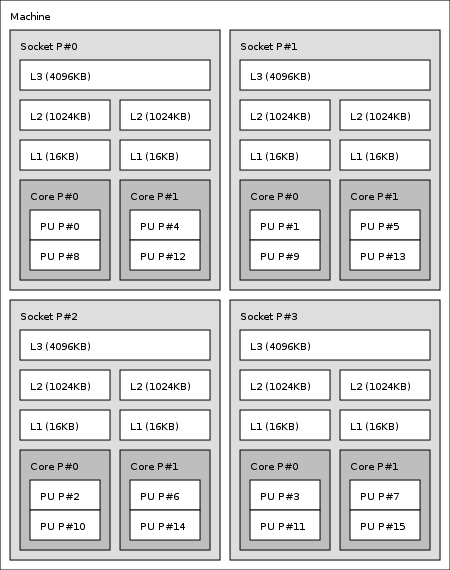 Machine
Socket P#0
L3 (4096KB)
L2 (1024KB) L2 (1024KB)
L1 (16KB) L1 (16KB)
Core P#0 Core P#1
PU P#0 PU P#4
PU P#8 PU P#12
Socket P#1
L3 (4096KB)
L2 (1024KB) L2 (1024KB)
L1 (16KB) L1 (16KB)
Core P#0 Core P#1
PU P#1 PU P#5
PU P#9 PU P#13
Socket P#2
L3 (4096KB)
L2 (1024KB) L2 (1024KB)
L1 (16KB) L1 (16KB)
Core P#0 Core P#1
PU P#2 PU P#6
PU P#10 PU P#14
Socket P#3
L3 (4096KB)
L2 (1024KB) L2 (1024KB)
L1 (16KB) L1 (16KB)
Core P#0 Core P#1
PU P#3 PU P#7
PU P#11 PU P#15